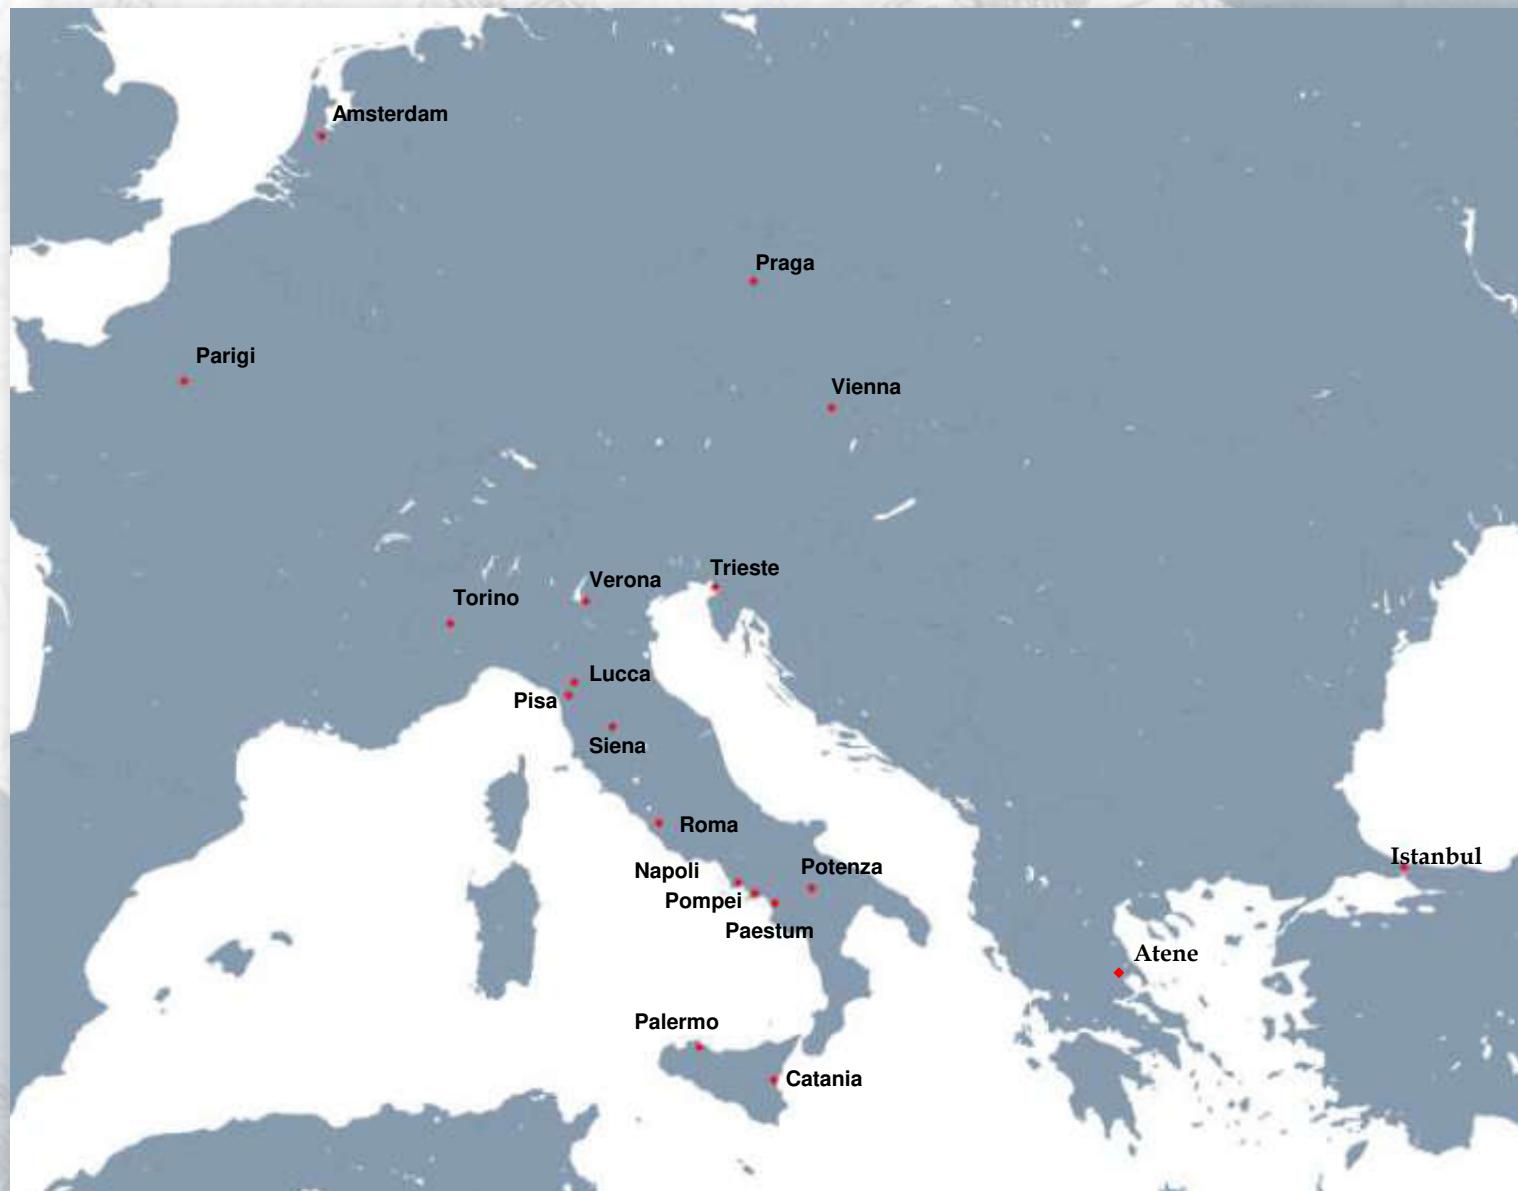 Amsterdam
Praga
Parigi
Vienna
Trieste
Verona
Torino
Lucca
Pisa
Siena
Roma
Napoli
Potenza
Istanbul
Pompei
Paestum
Atene
Palermo
Catania